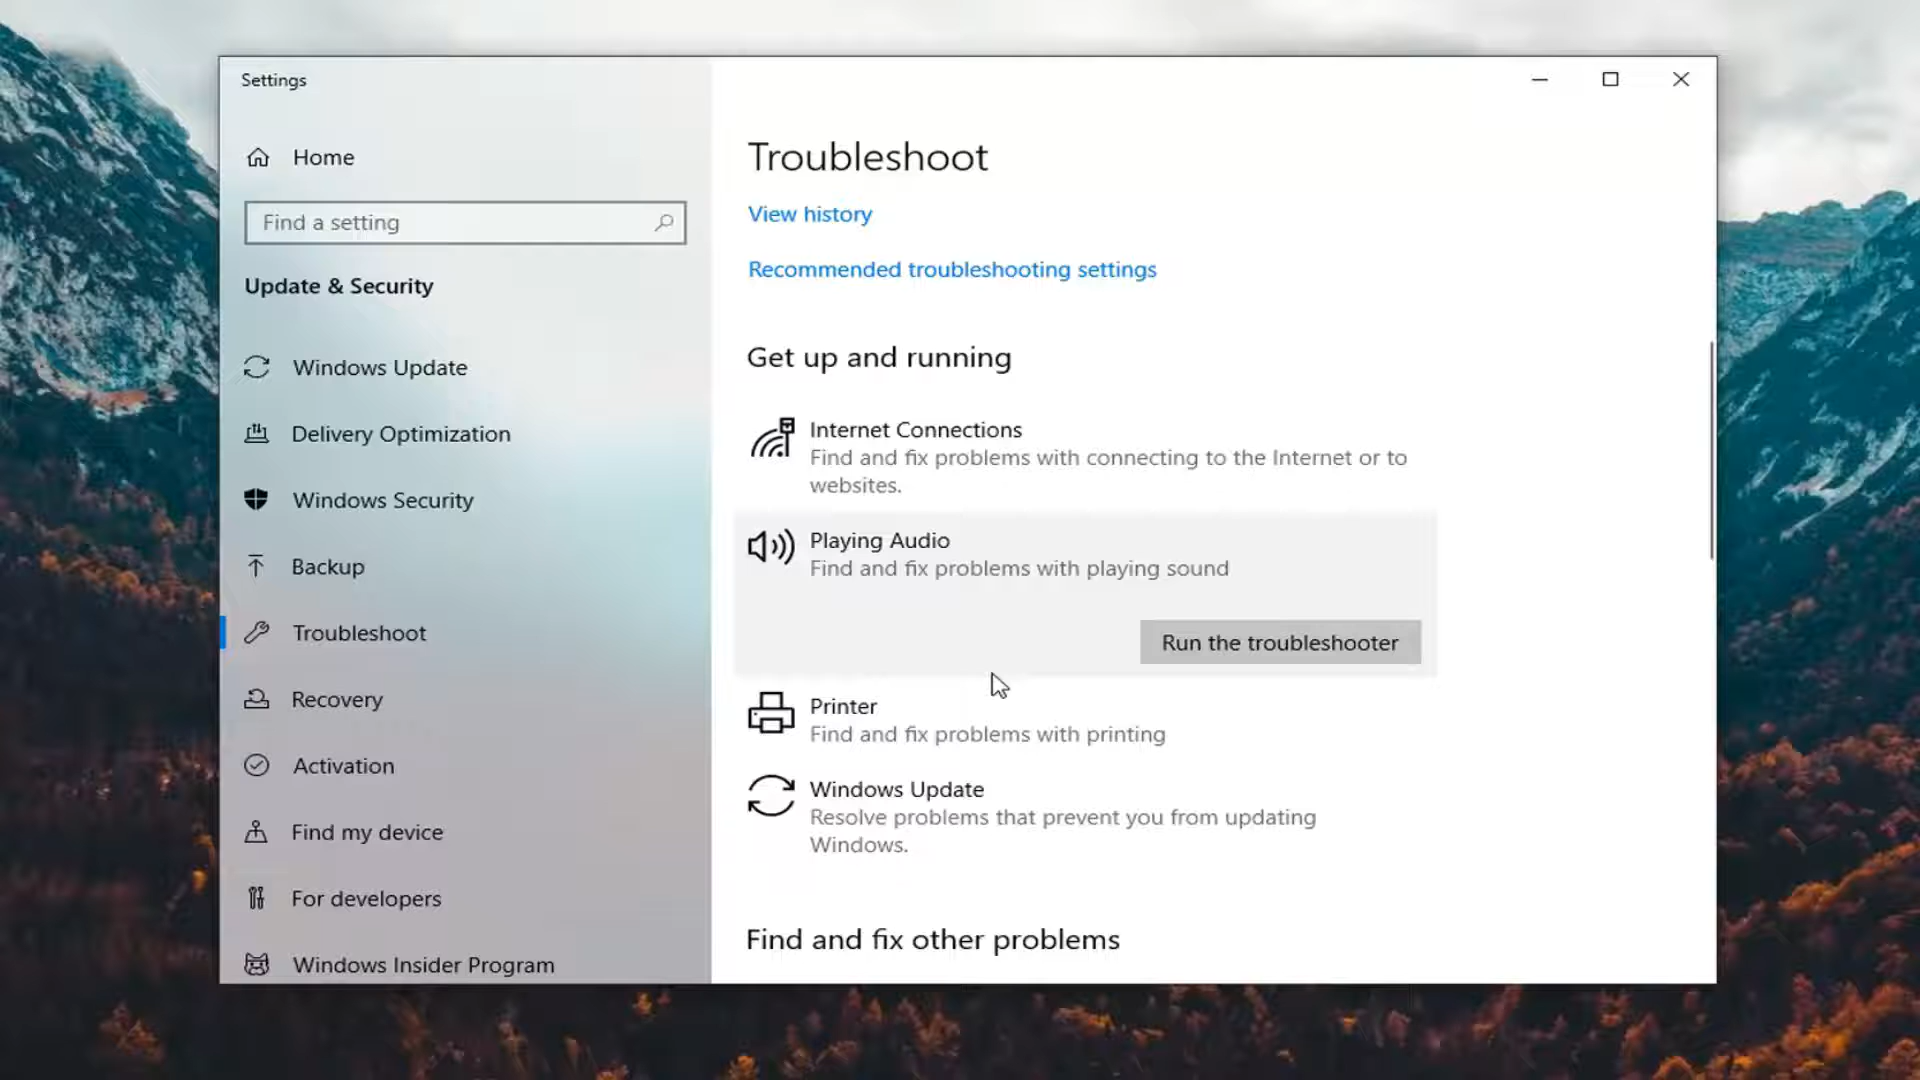 Settings
Home
Find a setting
Update & Security
Windows Update
Delivery Optimization
Windows Security
Backup
Troubleshoot
Recovery
Activation
Find my device
For developers
Windows Insider Program
Troubleshoot
View history
Recommended troubleshooting settings
Get up and running
Internet Connections
Find and fix problems with connecting to the Internet or to
websites.
Playing Audio
Find and fix problems with playing sound
Run the troubleshooter
Printer
Find and fix problems with printing
Windows Update
Resolve problems that prevent you from updating
Windows.
Find and fix other problems